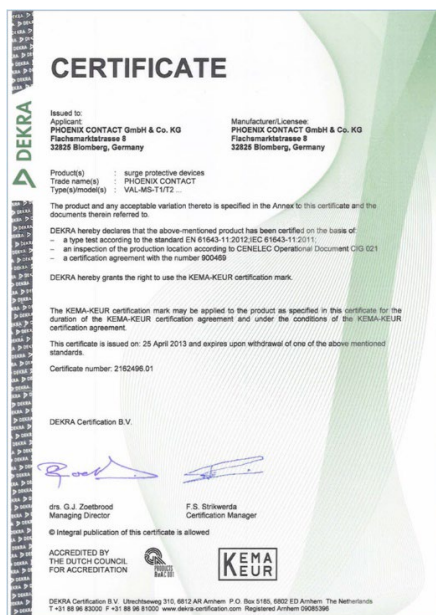 CERTIFICATE
DEKRA
Issued to:
Applicant:
PHOENIX CONTACT GmbH & Co. KG
Flachsmarktstrasse 8
32825 Blomberg, Germany
Manufacturer/Licensee:
PHOENIX CONTACT GmbH & Co. KG
Flachsmarktstrasse 8
32825 Blomberg, Germany
Product(s) : surge protective devices
Trade name(s) : PHOENIX CONTACT
Type(s)/model(s) : VAL-MS-T1/T2 ...
The product and any acceptable variation thereto is specified in the Annex to this certificate and the
documents therein referred to.
DEKRA hereby declares that the above-mentioned product has been certified on the basis of:
– a type test according to the standard EN 61643-11:2012;IEC 61643-11:2011;
– an inspection of the production location according to CENELEC Operational Document CIG 021
– a certification agreement with the number 900469
DEKRA hereby grants the right to use the KEMA-KEUR certification mark.
The KEMA-KEUR certification mark may be applied to the product as specified in this certificate for the
duration of the KEMA-KEUR certification agreement and under the conditions of the KEMA-KEUR
certification agreement.
This certificate is issued on: 25 April 2013 and expires upon withdrawal of one of the above mentioned
standards.
Certificate number: 2162496.01
DEKRA Certification B.V.
drs. G.J. Zoetbrood
Managing Director
F.S. Strikwerda
Certification Manager
© Integral publication of this certificate is allowed
ACCREDITED BY
THE DUTCH COUNCIL
FOR ACCREDITATION
PRODUCTS
RvA C 001
KEMA
KEUR
DEKRA Certification B.V. Utrechtseweg 310, 6812 AR Arnhem P.O. Box 5185, 6802 ED Arnhem The Netherlands
T +31 88 96 83000 F +31 88 96 81000 www.dekra-certification.com Registered Arnhem 09085396